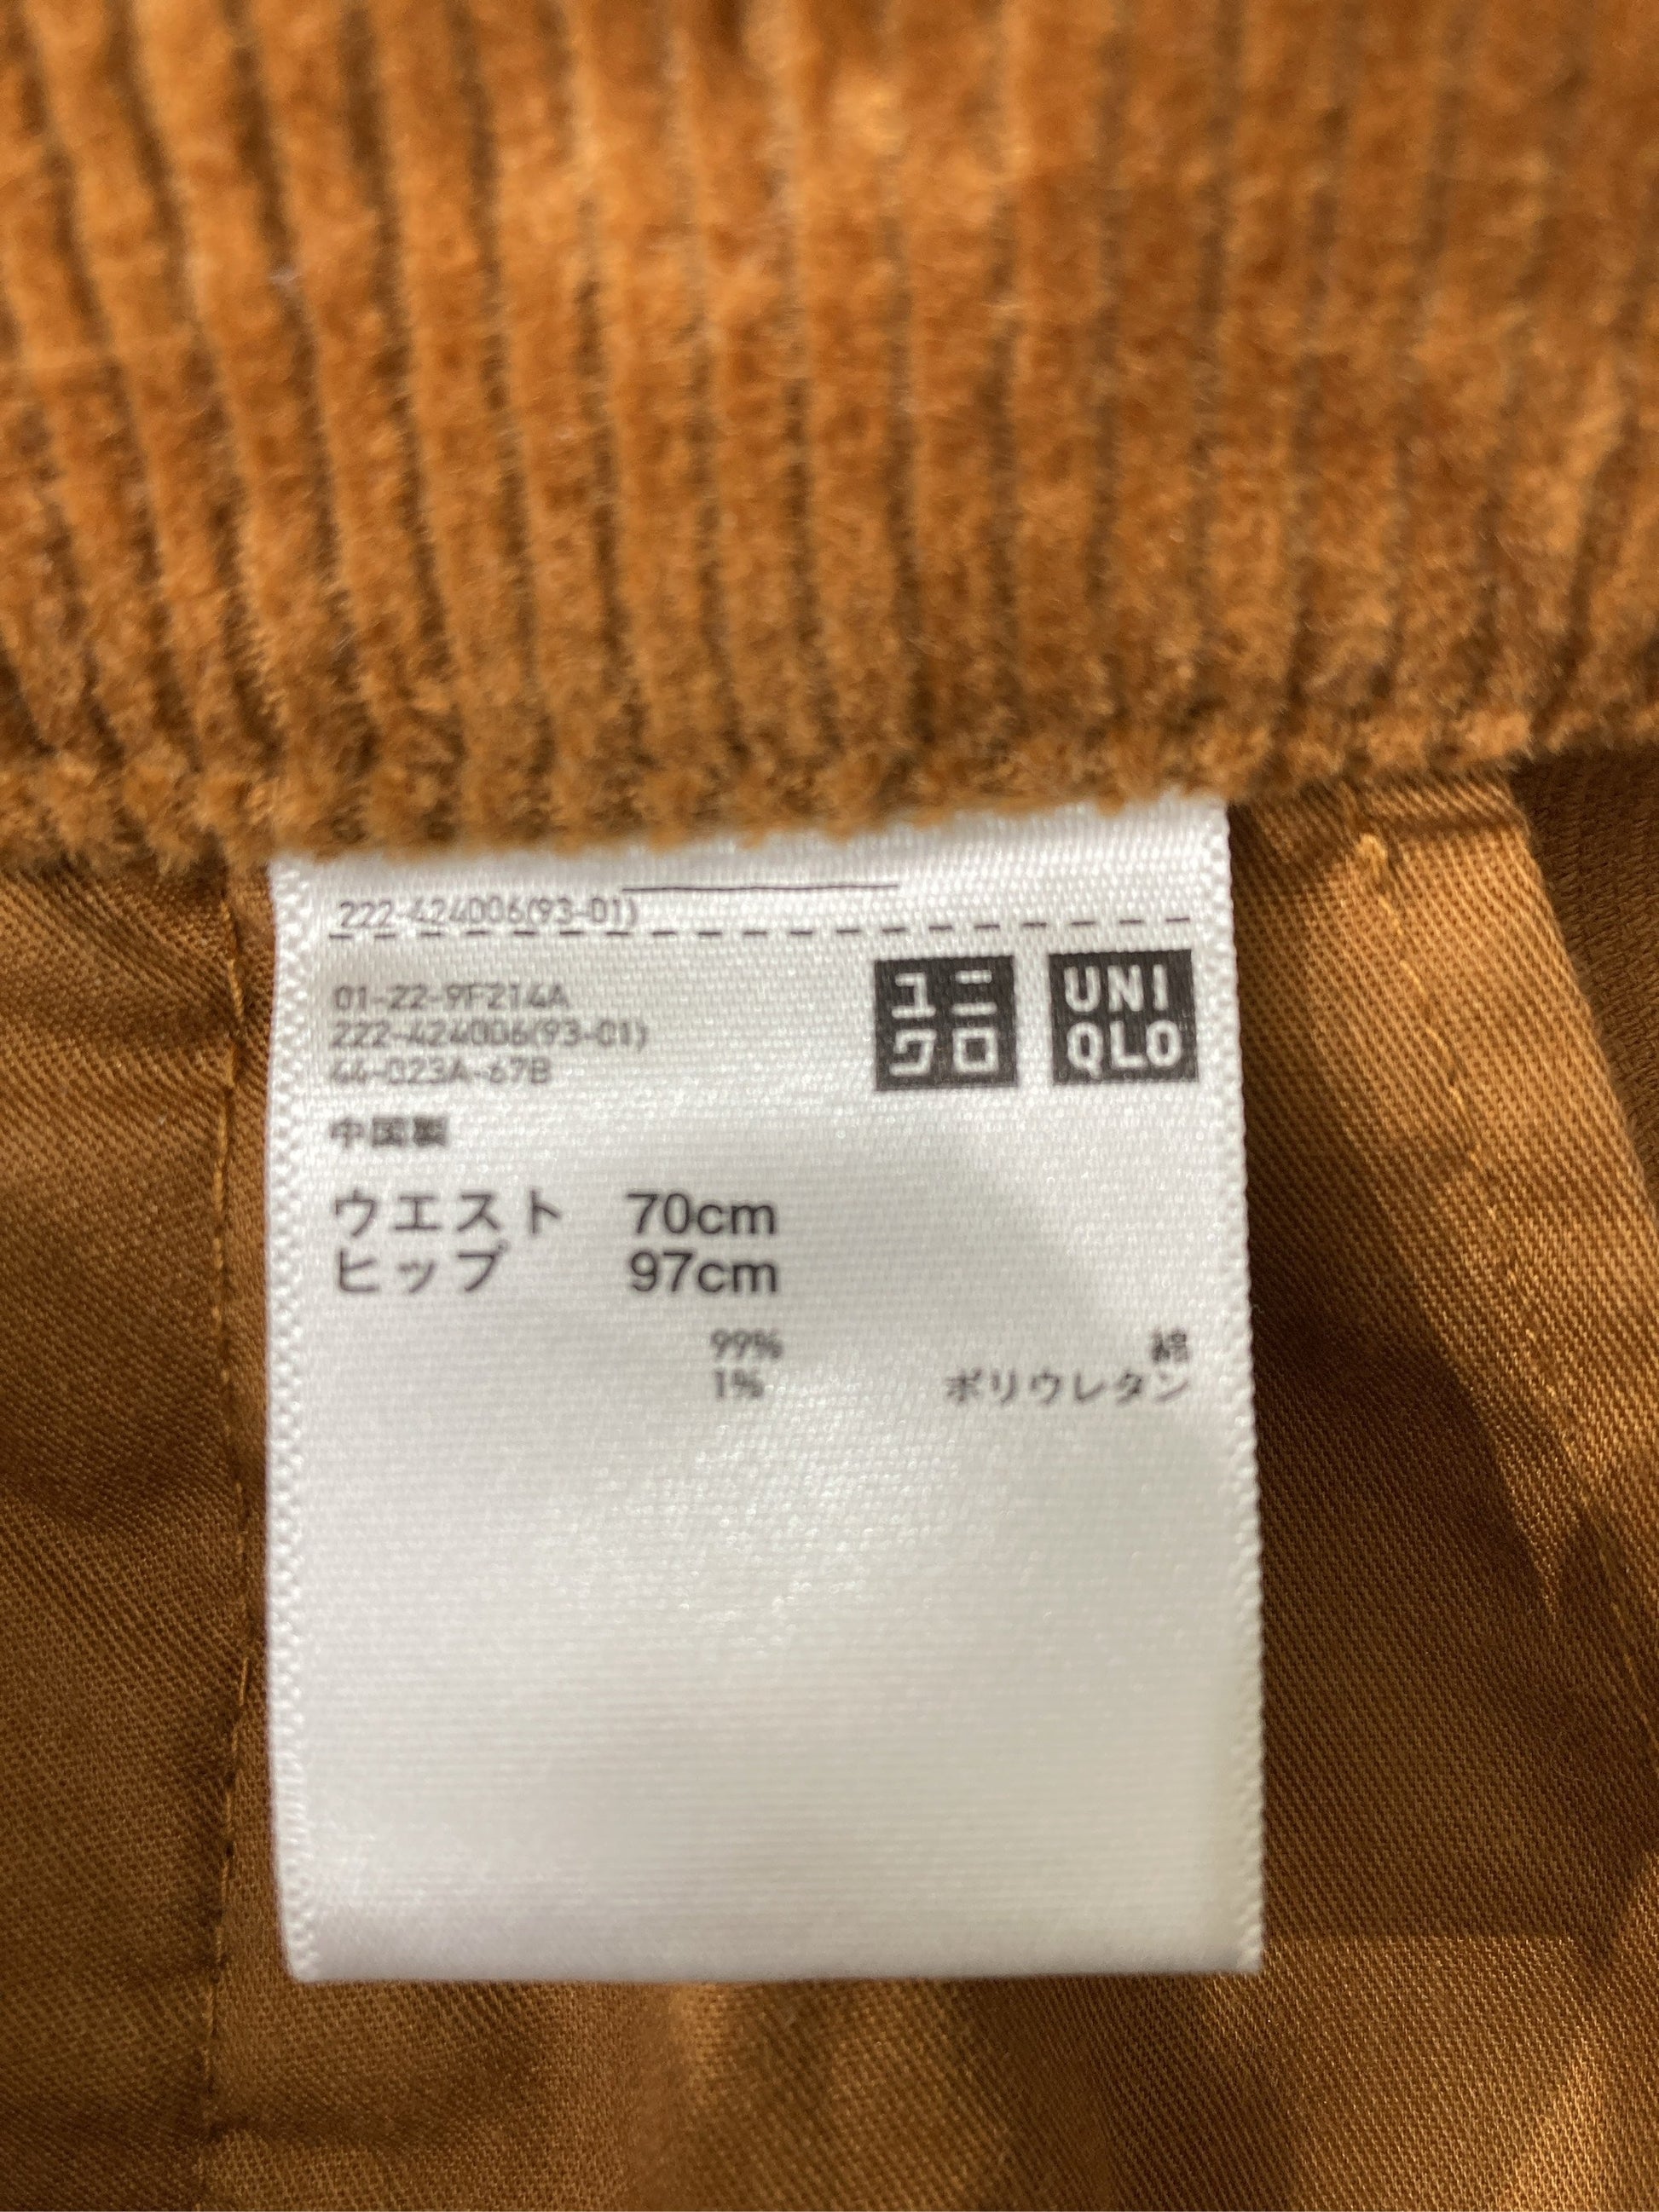 222-424006(93-01)
01-22-9F214A
222-424006(93-01)
44-023A-67B
ユニ
クロ
UNI
QLO
中国製
ウエスト 70cm
ヒップ 97cm
99% 綿
1% ポリウレタン